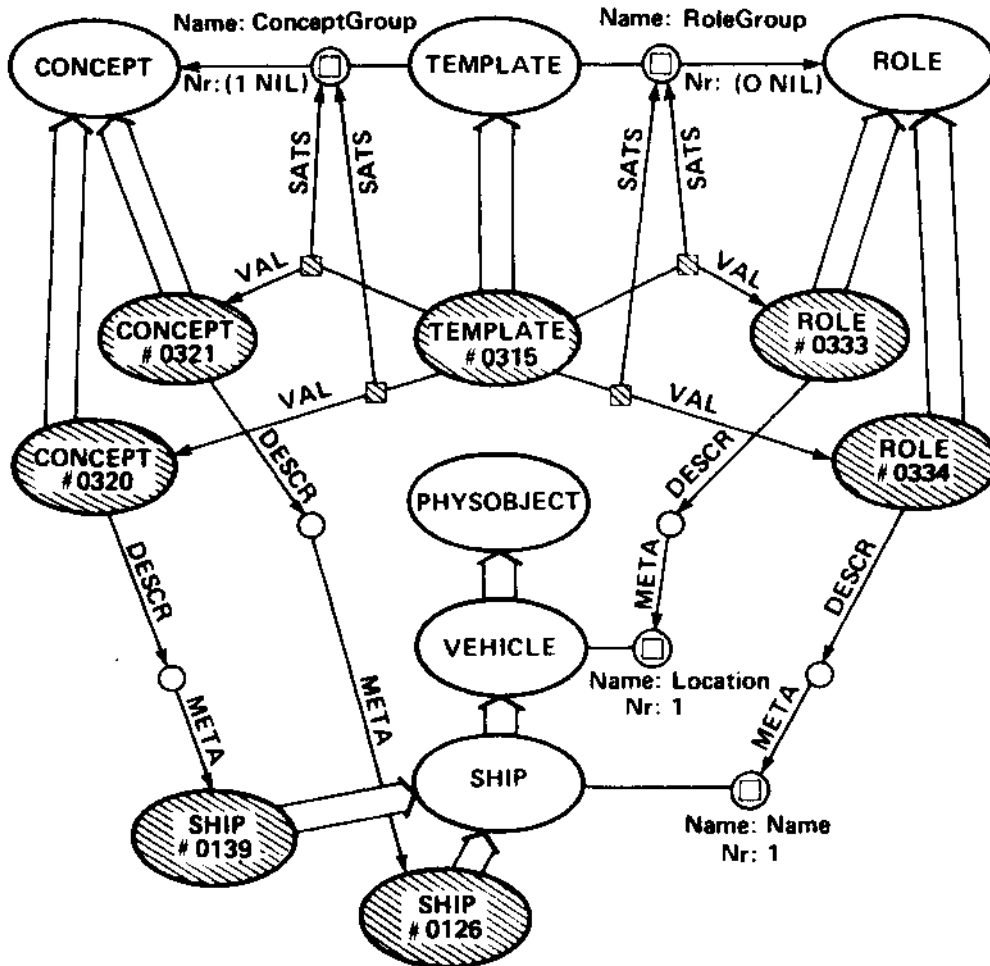 Name: ConceptGroup
Name: RoleGroup
CONCEPT
TEMPLATE
ROLE
Nr: (1 NIL)
Nr: (0 NIL)
SATS
SATS
SATS
SATS
VAL
VAL
CONCEPT
# 0321
TEMPLATE
# 0315
ROLE
# 0333
VAL
VAL
CONCEPT
# 0320
DESCR
DESCR
ROLE
# 0334
PHYSOBJECT
DESCR
META
DESCR
VEHICLE
Name: Location
Nr: 1
META
META
META
SHIP
SHIP
# 0139
Name: Name
Nr: 1
SHIP
# 0126